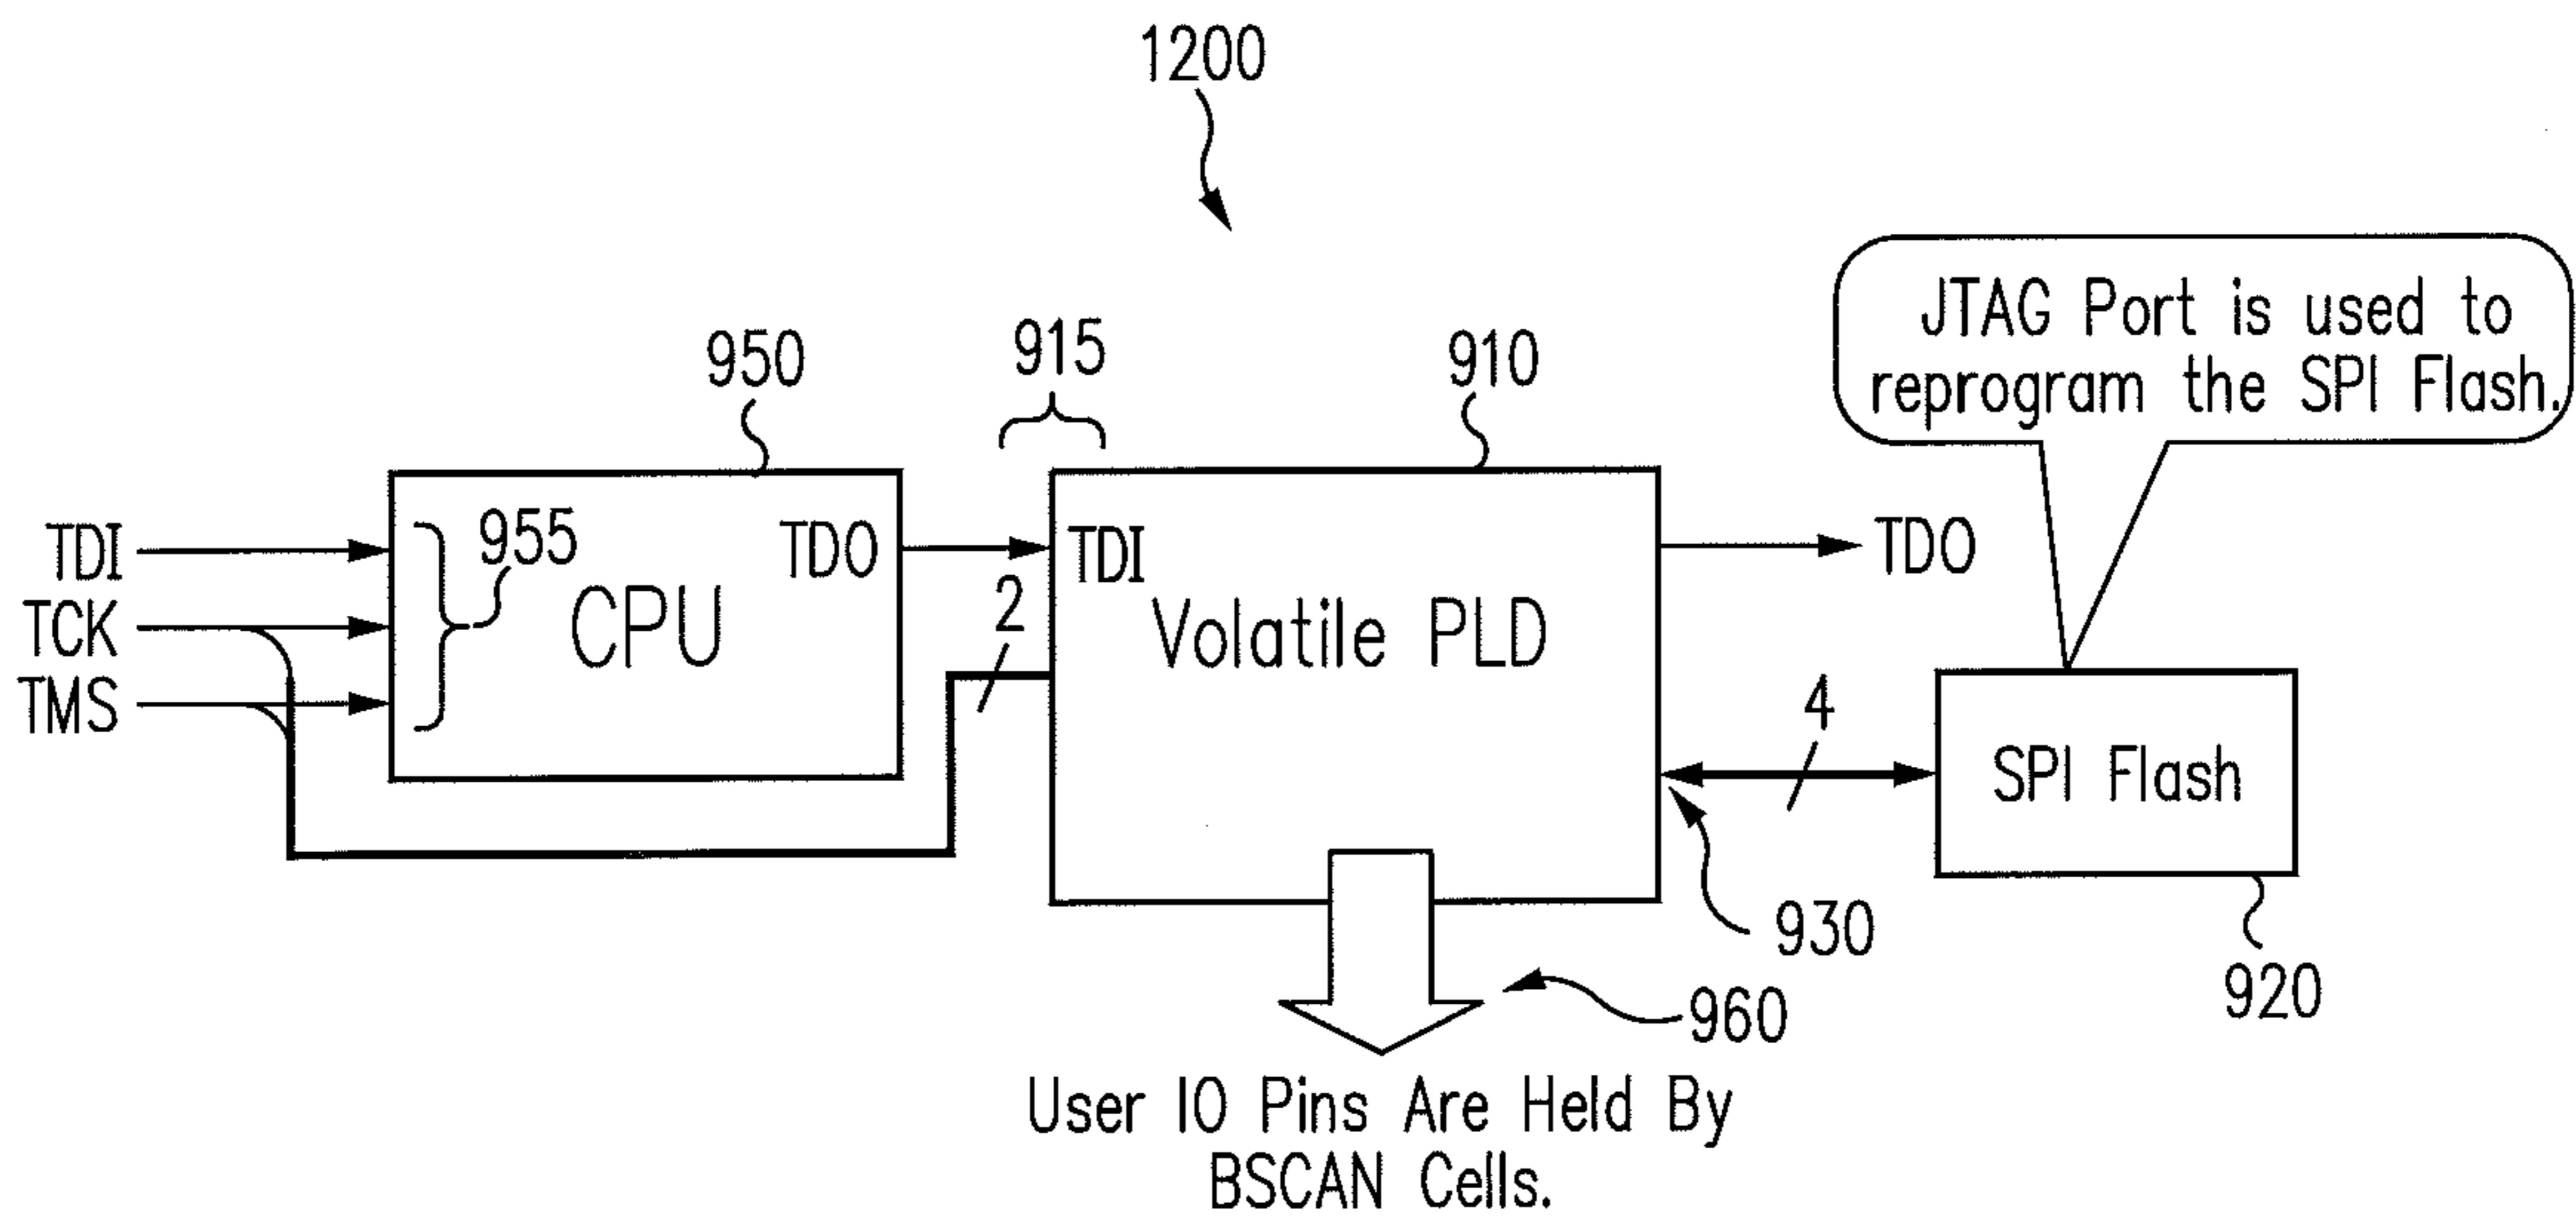 1200
JTAG Port is used to
reprogram the SPI Flash.
950
915
910
TDI
TCK
TMS
955
CPU
TDO
TDI
2
Volatile PLD
TDO
4
SPI Flash
930
920
960
User IO Pins Are Held By
BSCAN Cells.